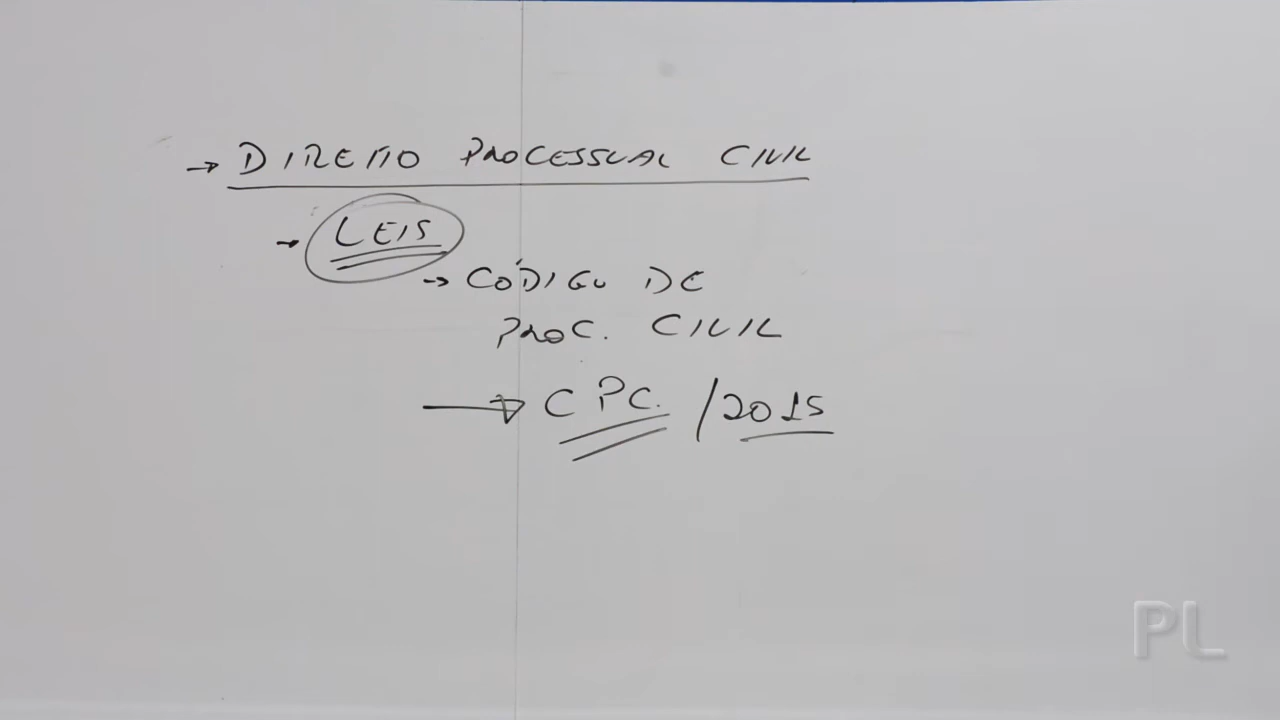 → DIREITO PROCESSUAL CIVIL
→ LEIS
→ CÓDIGO DE
PROC. CIVIL
→ CPC. /2015
PL